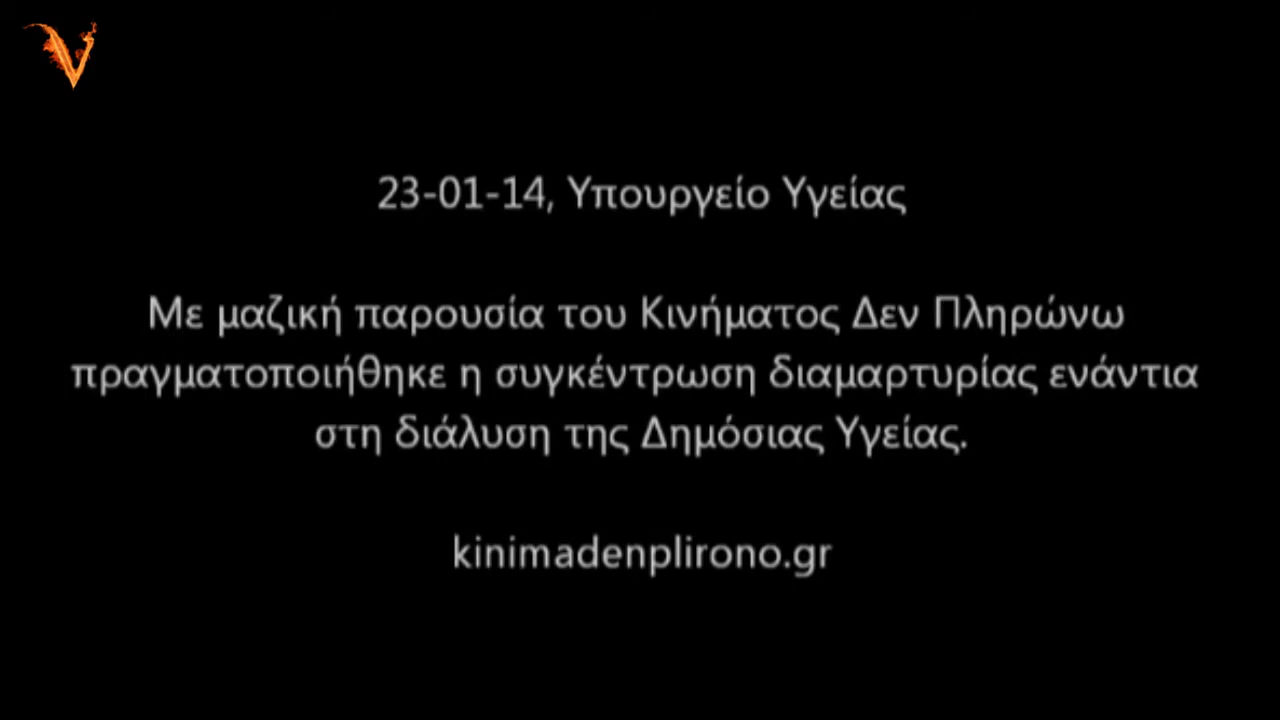 V
23-01-14, Υπουργείο Υγείας
Με μαζική παρουσία του Κινήματος Δεν Πληρώνω
πραγματοποιήθηκε η συγκέντρωση διαμαρτυρίας ενάντια
στη διάλυση της Δημόσιας Υγείας.
kinimadenplirono.gr